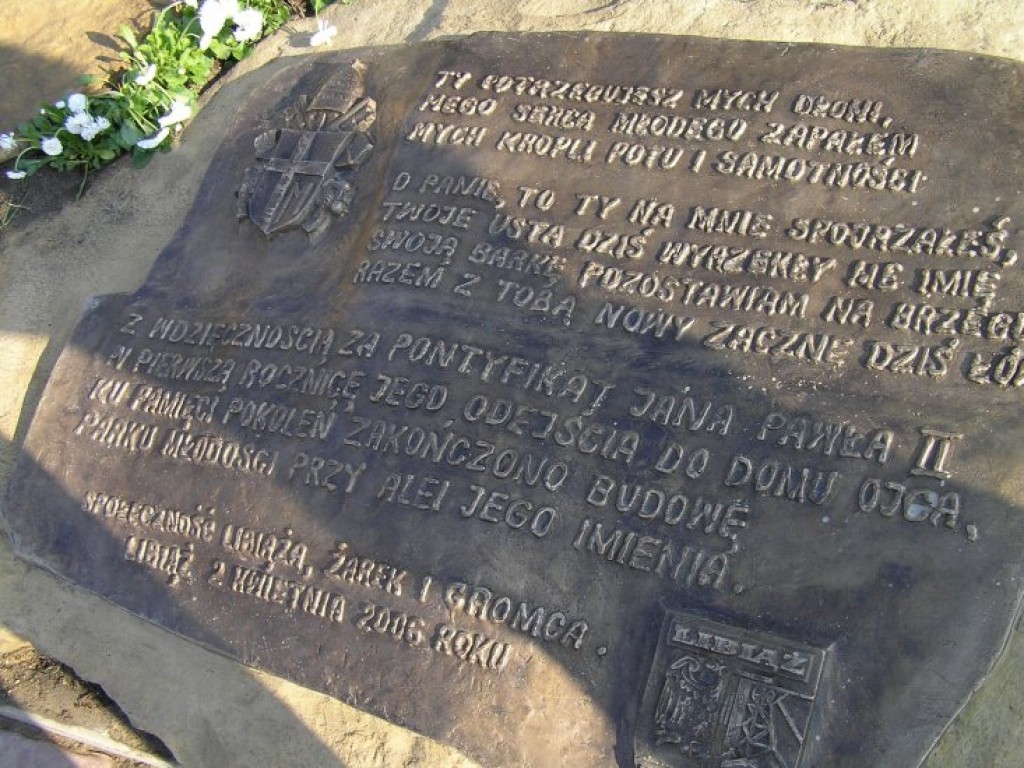 TY POTRZEBUJESZ MYCH DŁONI,
MEGO SERCA MŁODEGO ZAPAŁEM
MYCH KROPLI POTU I SAMOTNOŚCI
O PANIE, TO TY NA MNIE SPOJRZAŁEŚ,
TWOJE USTA DZIŚ WYRZEKŁY ME IMIĘ
SWOJĄ BARKĘ POZOSTAWIAM NA BRZEGU
RAZEM Z TOBĄ NOWY ZACZNĘ DZIŚ
Z WDZIĘCZNOŚCIĄ ZA PONTYFIKAT JANA PAWŁA II
W PIERWSZĄ ROCZNICĘ JEGO ODEJŚCIA DO DOMU OJCA,
KU PAMIĘCI POKOLEŃ ZAKOŃCZONO BUDOWĘ
PARKU MŁODOŚCI PRZY ALEI JEGO IMIENIA.
SPOŁECZNOŚĆ LIBIĄŻA, ŻAREK I GROMCA.
LIBIĄŻ 2 KWIETNIA 2006 ROKU
LIBIĄŻ